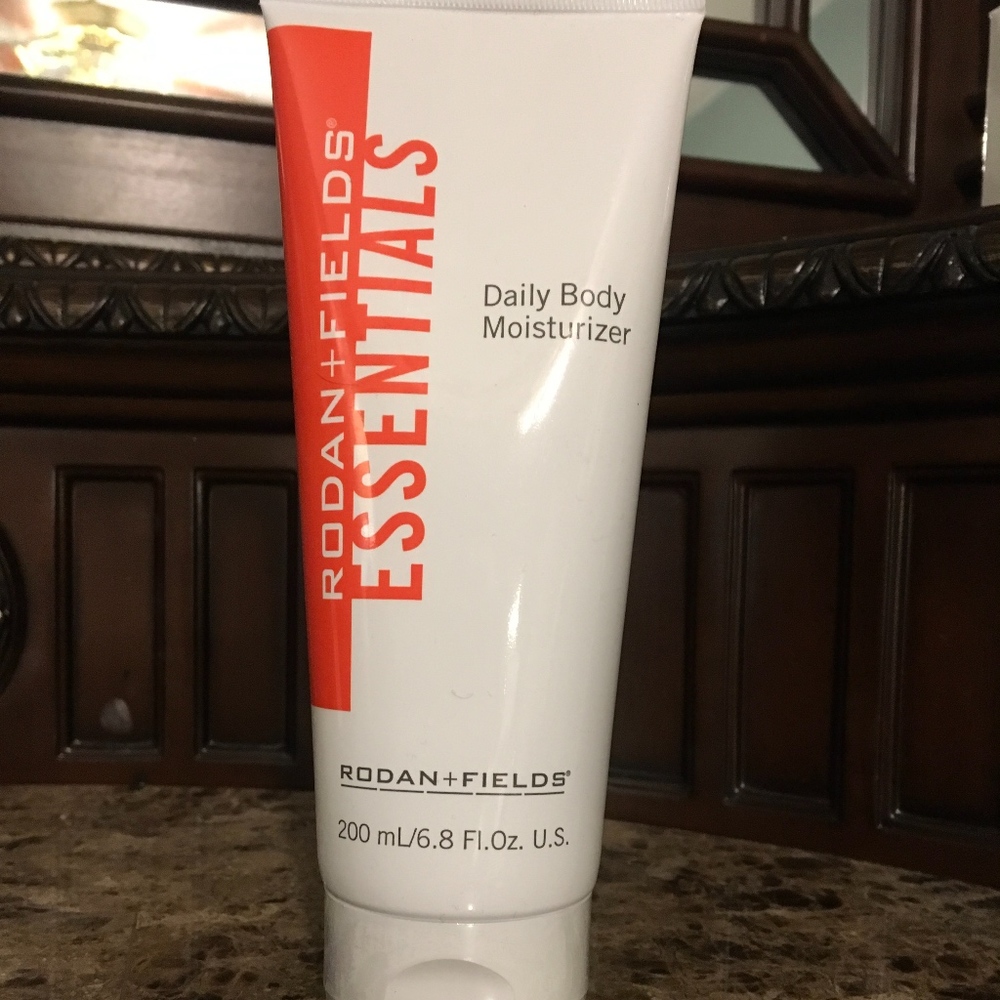 RODAN+FIELDS®
ESSENTIALS
Daily Body
Moisturizer
RODAN+FIELDS®
200 mL/6.8 Fl.Oz. U.S.